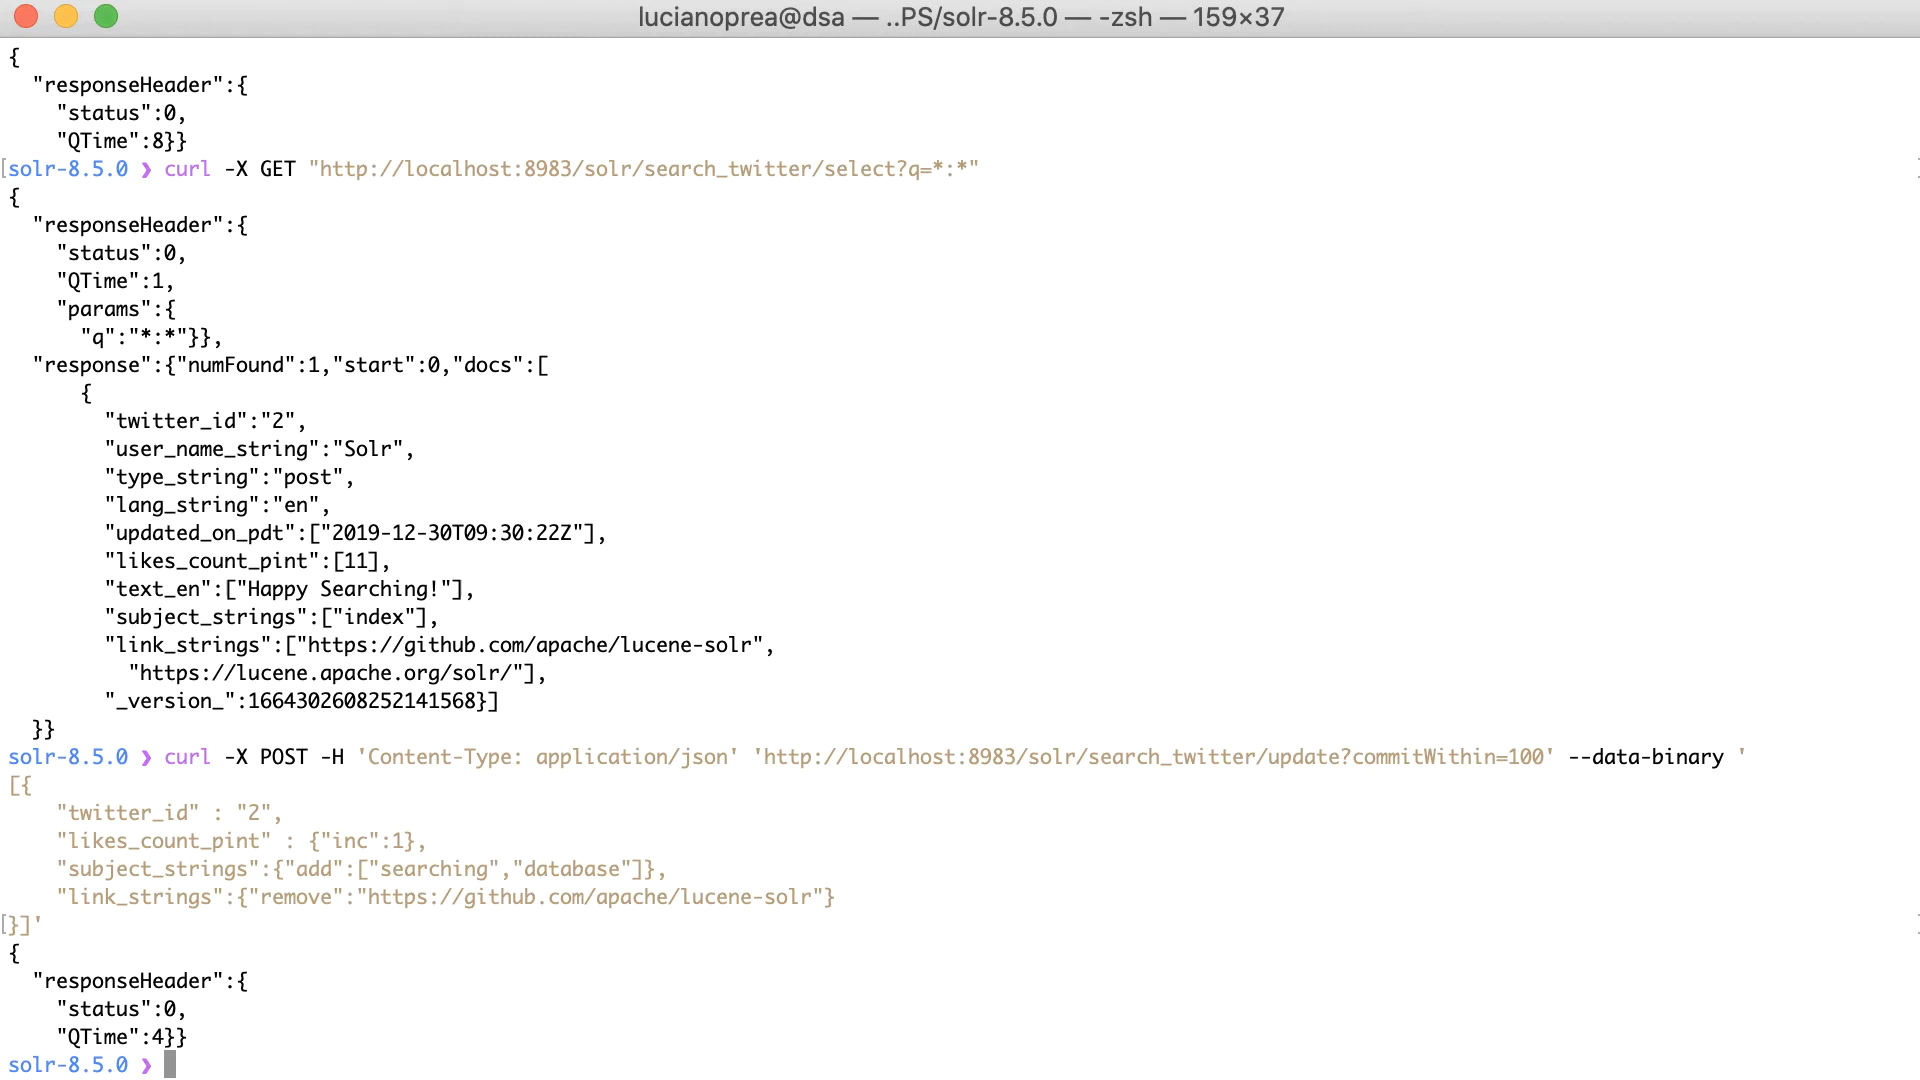 lucianoprea@dsa — ..PS/solr-8.5.0 — -zsh — 159×37
{
  "responseHeader":{
    "status":0,
    "QTime":8}}
[solr-8.5.0 ❯ curl -X GET "http://localhost:8983/solr/search_twitter/select?q=*:*"
{
  "responseHeader":{
    "status":0,
    "QTime":1,
    "params":{
      "q":"*:*"}},
  "response":{"numFound":1,"start":0,"docs":[
      {
        "twitter_id":"2",
        "user_name_string":"Solr",
        "type_string":"post",
        "lang_string":"en",
        "updated_on_pdt":["2019-12-30T09:30:22Z"],
        "likes_count_pint":[11],
        "text_en":["Happy Searching!"],
        "subject_strings":["index"],
        "link_strings":["https://github.com/apache/lucene-solr",
          "https://lucene.apache.org/solr/"],
        "_version_":1664302608252141568}]
  }}
solr-8.5.0 ❯ curl -X POST -H 'Content-Type: application/json' 'http://localhost:8983/solr/search_twitter/update?commitWithin=100' --data-binary '
[{
    "twitter_id" : "2",
    "likes_count_pint" : {"inc":1},
    "subject_strings":{"add":["searching","database"]},
    "link_strings":{"remove":"https://github.com/apache/lucene-solr"}
[}]'
{
  "responseHeader":{
    "status":0,
    "QTime":4}}
solr-8.5.0 ❯